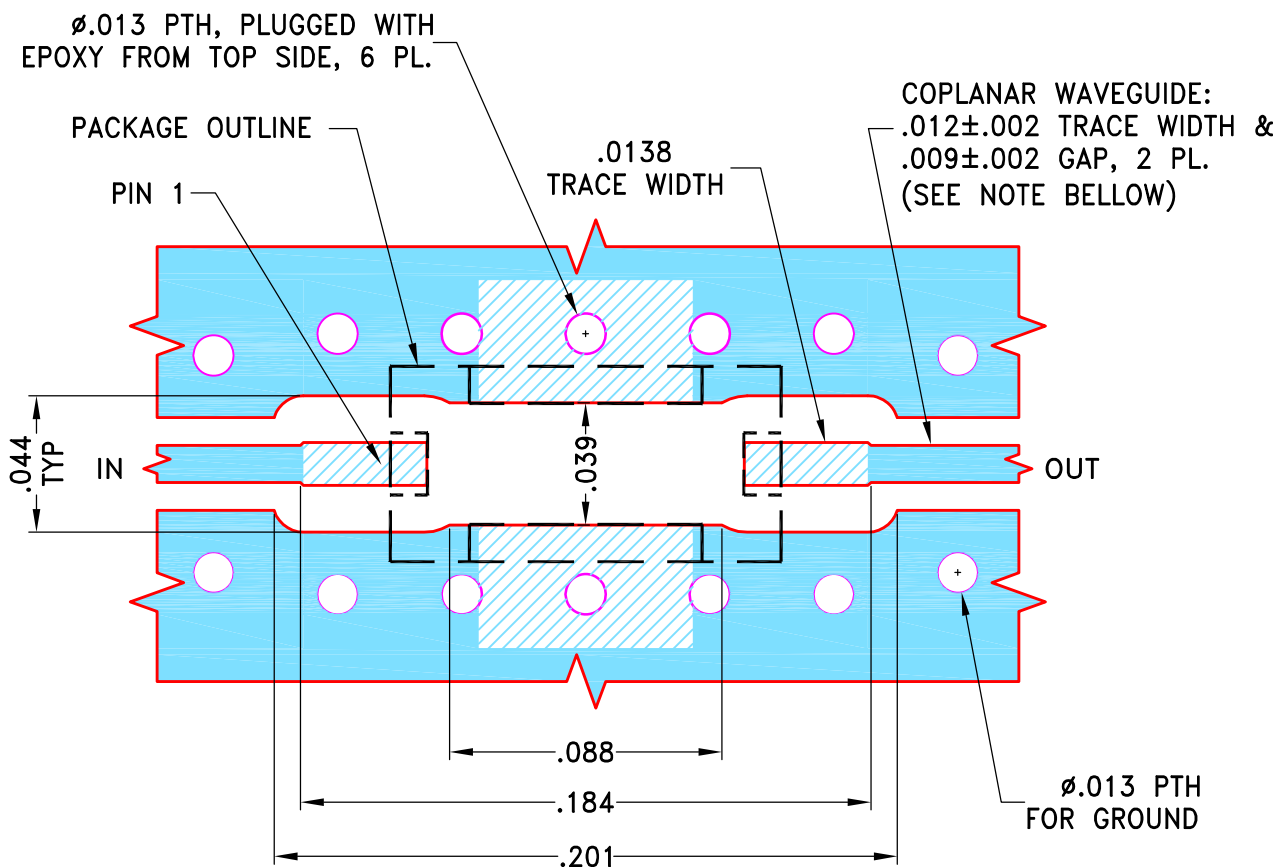 ø.013 PTH, PLUGGED WITH
EPOXY FROM TOP SIDE, 6 PL.
PACKAGE OUTLINE
PIN 1
.0138
TRACE WIDTH
COPLANAR WAVEGUIDE:
.012±.002 TRACE WIDTH &
.009±.002 GAP, 2 PL.
(SEE NOTE BELLOW)
.044
TYP
IN
.039
OUT
.088
.184
.201
ø.013 PTH
FOR GROUND